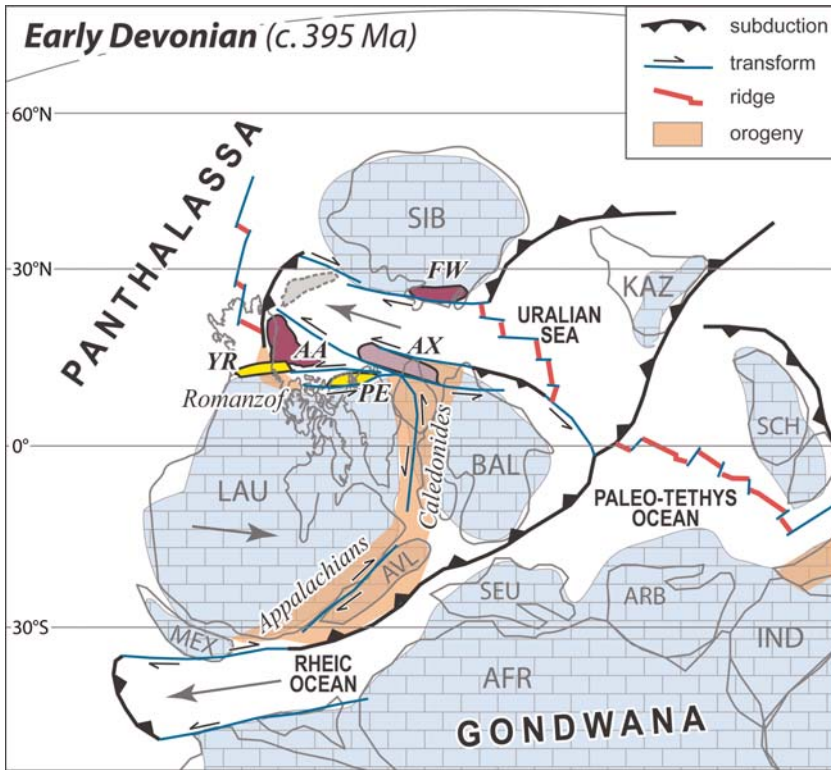 Early Devonian (c. 395 Ma)
subduction
transform
ridge
orogeny
60°N
PANTHALASSA
SIB
30°N
FW
KAZ
URALIAN
SEA
AA
AX
YR
PE
Romanzof
0°
SCH
LAU
Caledonides
BAL
PALEO-TETHYS
OCEAN
Appalachians
AVL
SEU
ARB
30°S
MEX
IND
RHEIC
OCEAN
AFR
GONDWANA